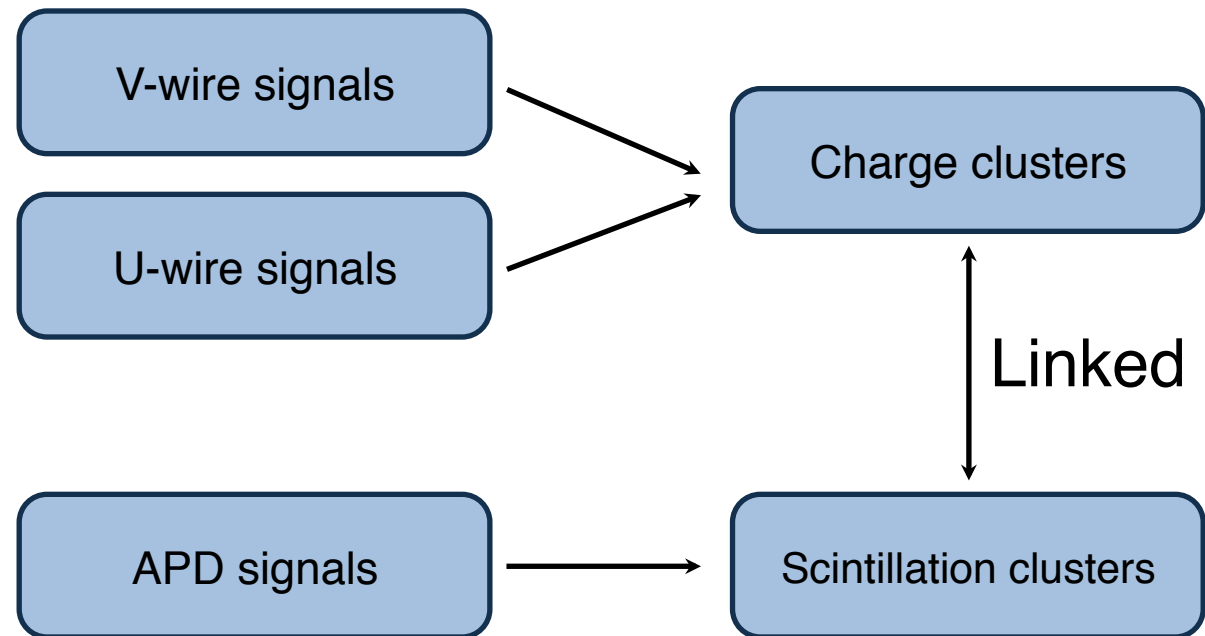 V-wire signals
Charge clusters
U-wire signals
Linked
APD signals
Scintillation clusters